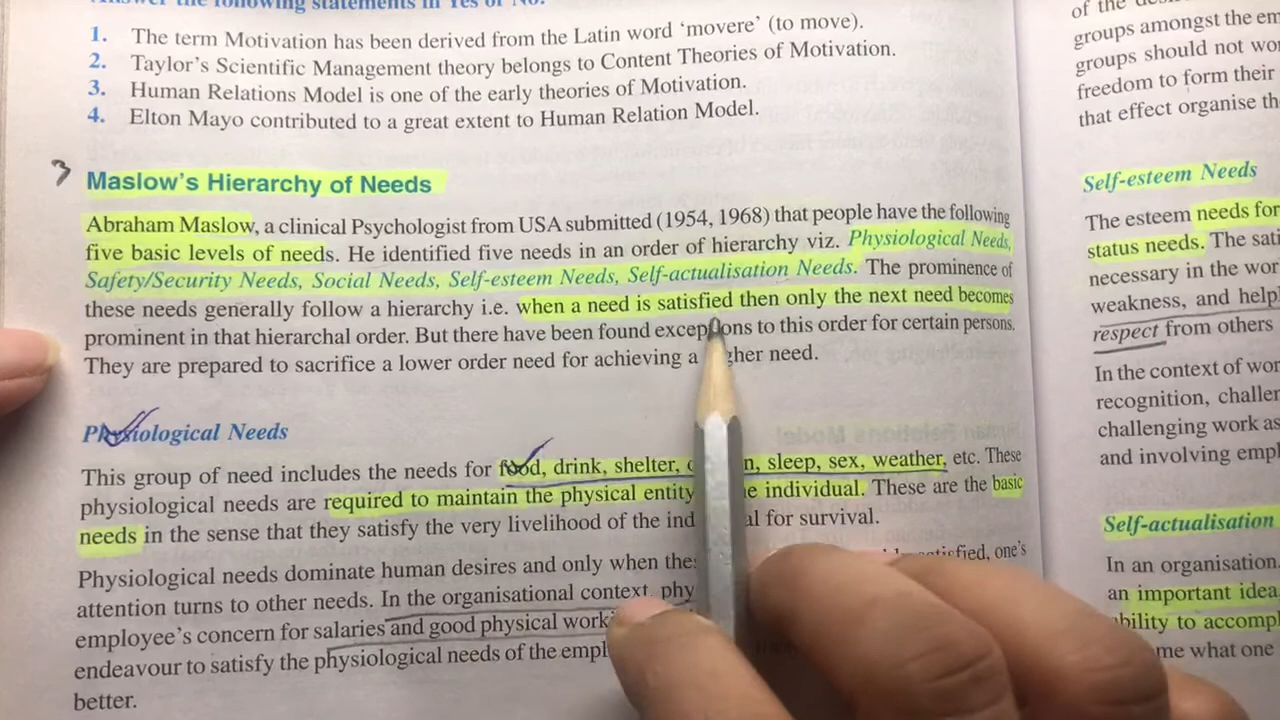 Answer the following statements in Yes or No.
1. The term Motivation has been derived from the Latin word ‘movere’ (to move).
2. Taylor’s Scientific Management theory belongs to Content Theories of Motivation.
3. Human Relations Model is one of the early theories of Motivation.
4. Elton Mayo contributed to a great extent to Human Relation Model.
3
Maslow’s Hierarchy of Needs
Abraham Maslow, a clinical Psychologist from USA submitted (1954, 1968) that people have the following
five basic levels of needs. He identified five needs in an order of hierarchy viz. Physiological Needs,
Safety/Security Needs, Social Needs, Self-esteem Needs, Self-actualisation Needs. The prominence of
these needs generally follow a hierarchy i.e. when a need is satisfied then only the next need becomes
prominent in that hierarchal order. But there have been found exceptions to this order for certain persons.
They are prepared to sacrifice a lower order need for achieving a higher need.
Physiological Needs
This group of need includes the needs for food, drink, shelter, sleep, sex, weather, etc. These
physiological needs are required to maintain the physical entity individual. These are the basic
needs in the sense that they satisfy the very livelihood of the for survival.
Physiological needs dominate human desires and only when satisfied, one’s
attention turns to other needs. In the organisational context, phy
employee’s concern for salaries and good physical work
endeavour to satisfy the physiological needs of the empl
better.
of the
groups amongst the em
groups should not wo
freedom to form their
that effect organise th
Self-esteem Needs
The esteem needs for
status needs. The sati
necessary in the wor
weakness, and help
respect from others
In the context of wor
recognition, challen
challenging work as
and involving empl
Self-actualisation
In an organisation,
an important idea
ability to accomp
me what one